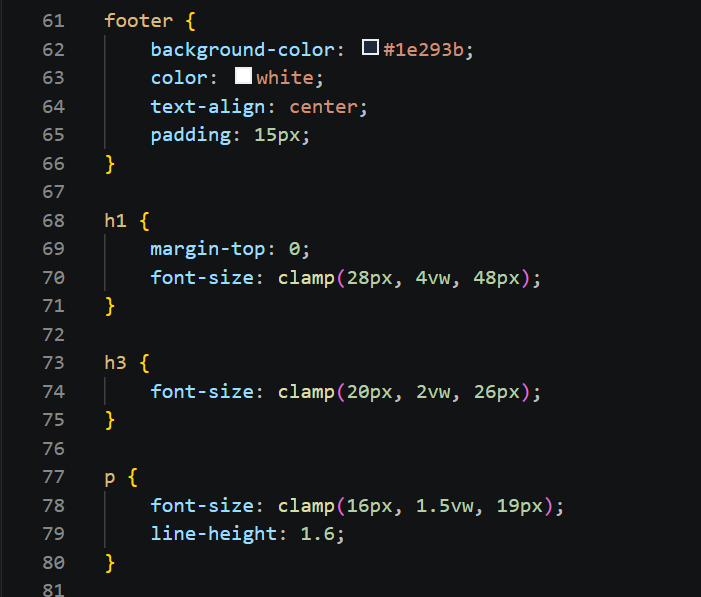 61 footer {
62     background-color: #1e293b;
63     color: white;
64     text-align: center;
65     padding: 15px;
66 }
67
68 h1 {
69     margin-top: 0;
70     font-size: clamp(28px, 4vw, 48px);
71 }
72
73 h3 {
74     font-size: clamp(20px, 2vw, 26px);
75 }
76
77 p {
78     font-size: clamp(16px, 1.5vw, 19px);
79     line-height: 1.6;
80 }
81